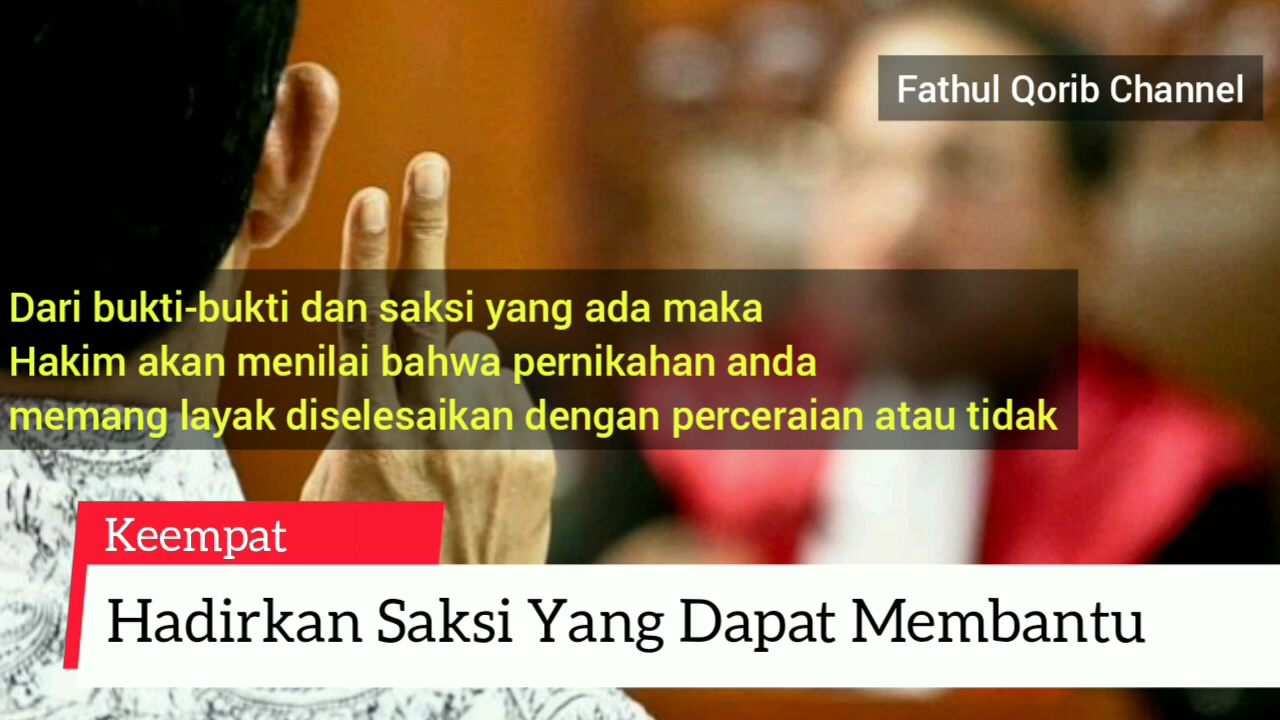 Fathul Qorib Channel
Dari bukti-bukti dan saksi yang ada maka
Hakim akan menilai bahwa pernikahan anda
memang layak diselesaikan dengan perceraian atau tidak
Keempat
Hadirkan Saksi Yang Dapat Membantu